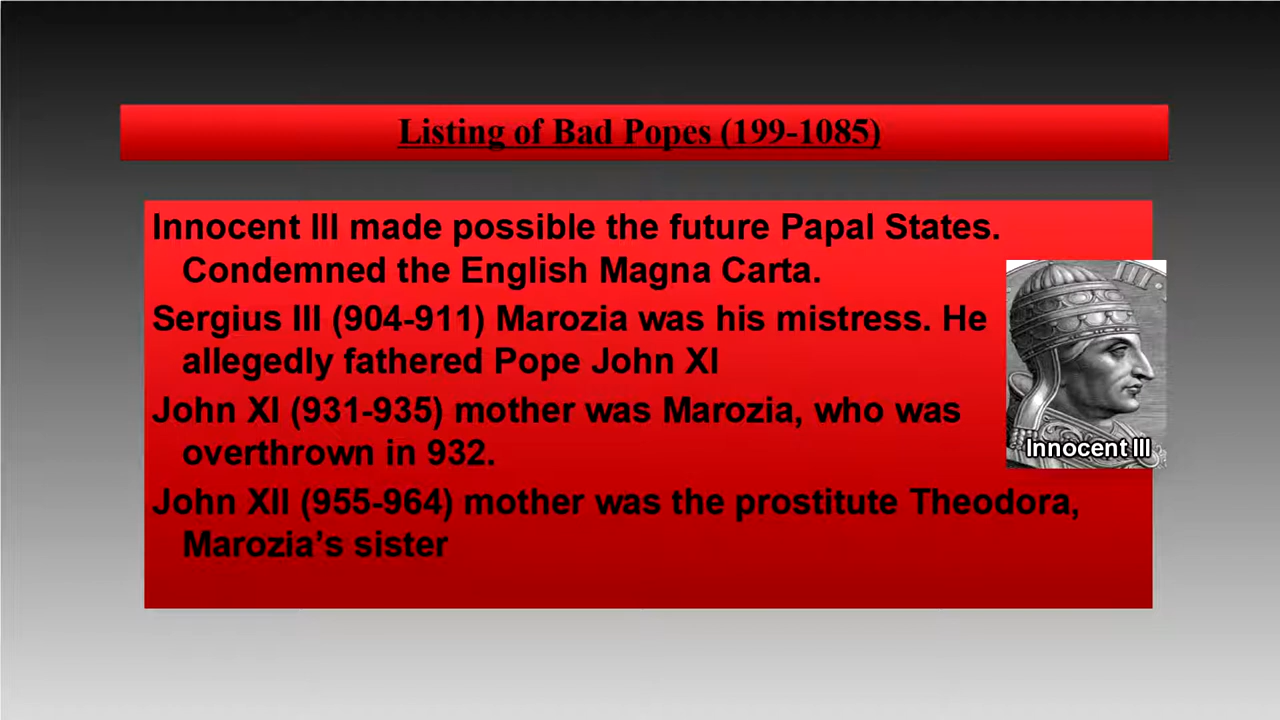 Listing of Bad Popes (199-1085)
Innocent III made possible the future Papal States.
Condemned the English Magna Carta.
Sergius III (904-911) Marozia was his mistress. He
allegedly fathered Pope John XI
John XI (931-935) mother was Marozia, who was
overthrown in 932.
Innocent III
John XII (955-964) mother was the prostitute Theodora,
Marozia's sister